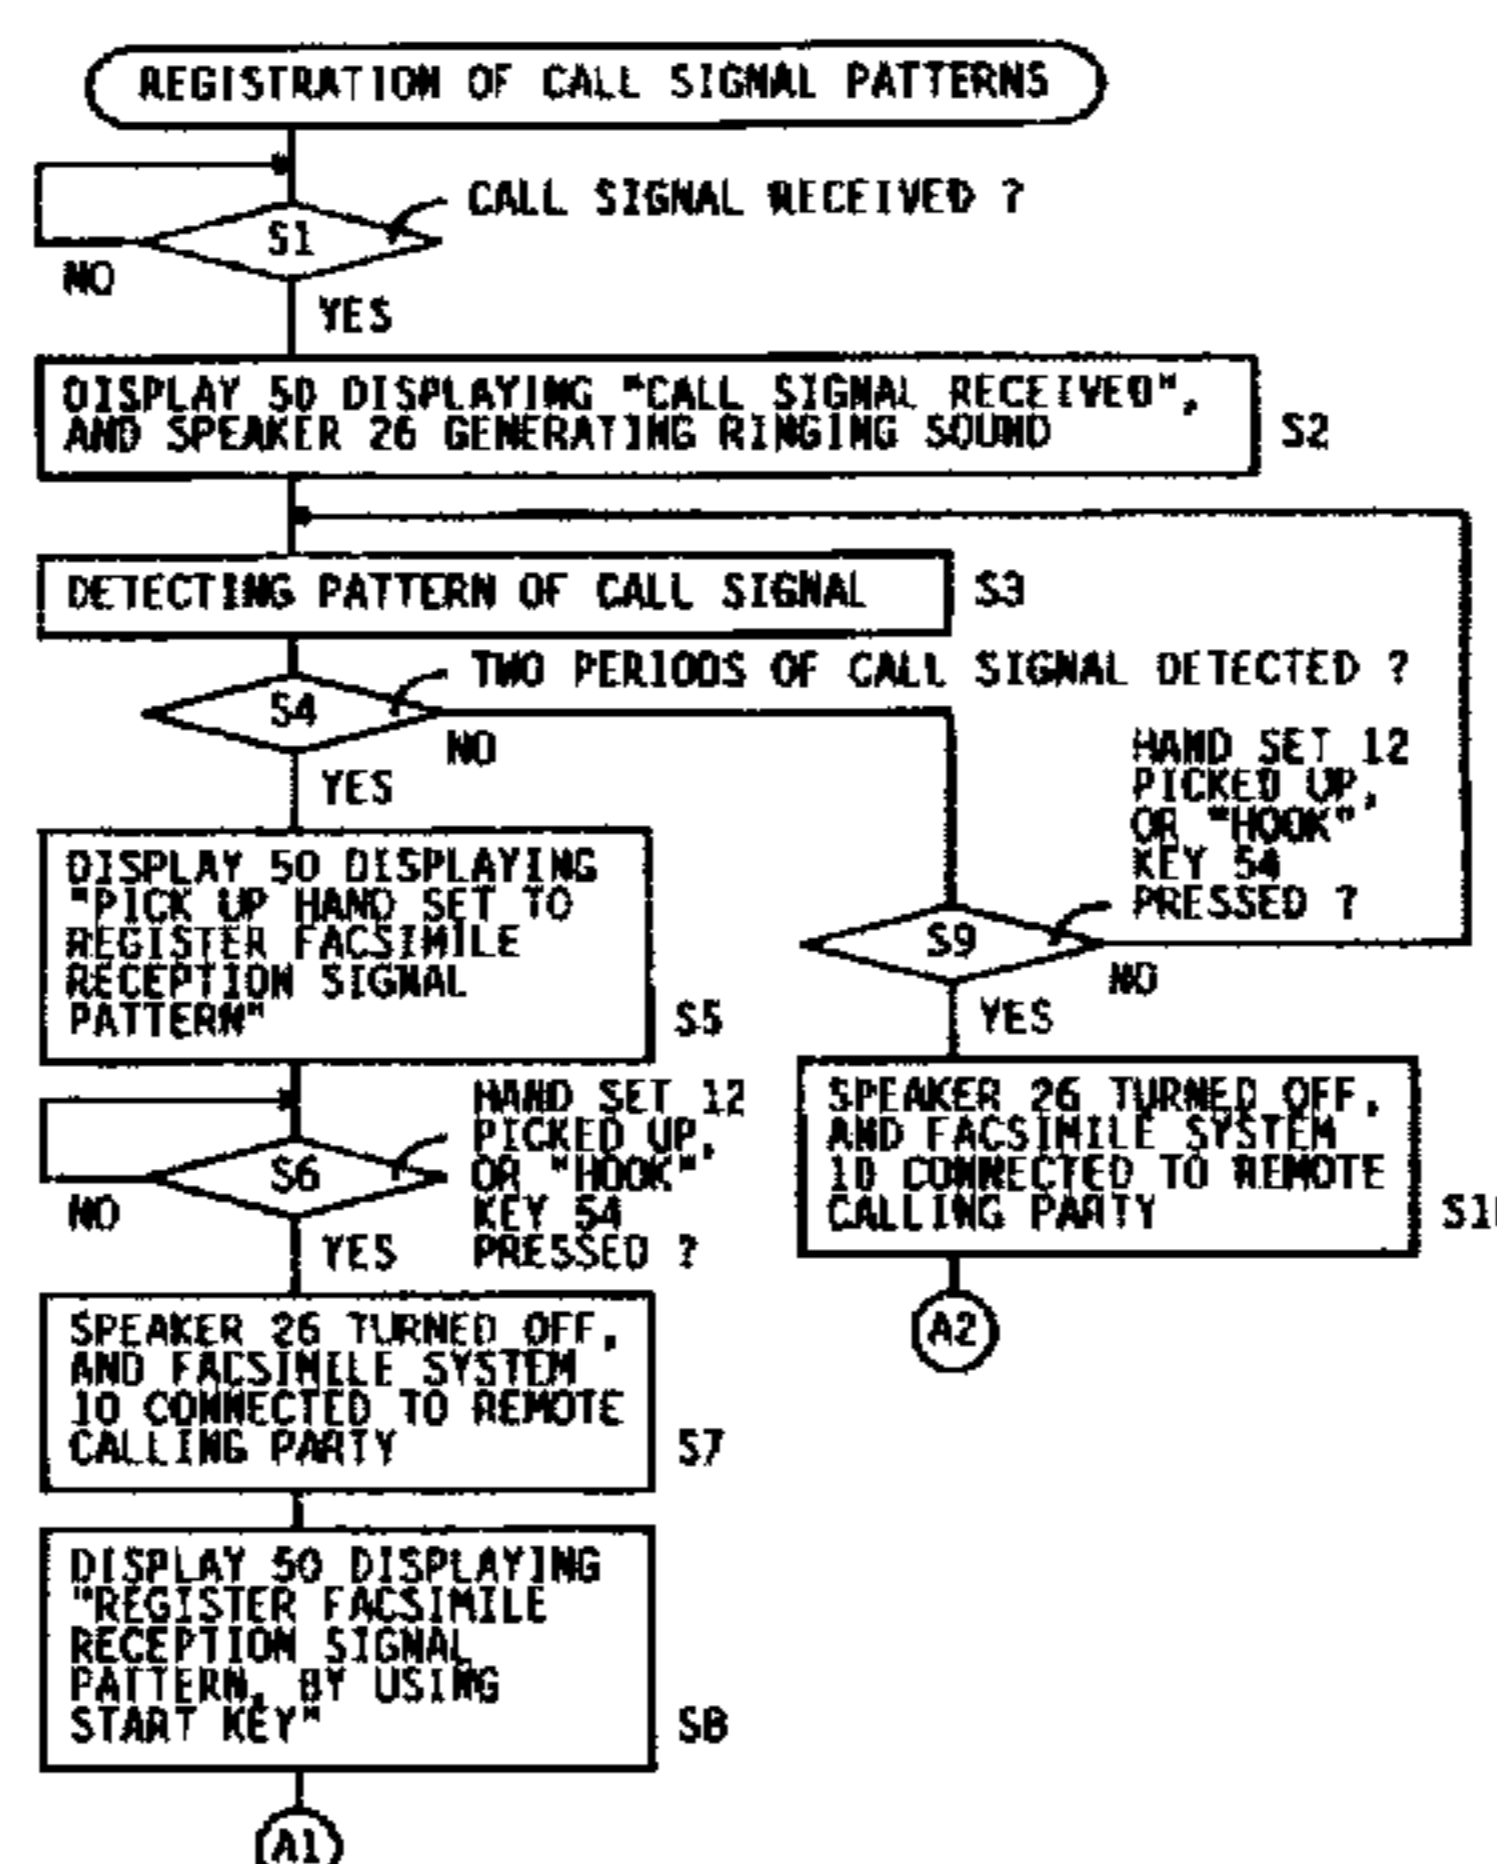 REGISTRATION OF CALL SIGNAL PATTERNS
CALL SIGNAL RECEIVED ?
S1
NO
YES
DISPLAY 50 DISPLAYING "CALL SIGNAL RECEIVED",
AND SPEAKER 26 GENERATING RINGING SOUND
S2
DETECTING PATTERN OF CALL SIGNAL
S3
TWO PERIODS OF CALL SIGNAL DETECTED ?
S4
NO
YES
HAND SET 12
PICKED UP,
OR "HOOK"
KEY 54
PRESSED ?
S9
NO
YES
DISPLAY 50 DISPLAYING
"PICK UP HAND SET TO
REGISTER FACSIMILE
RECEPTION SIGNAL
PATTERN"
S5
HAND SET 12
PICKED UP,
OR "HOOK"
KEY 54
PRESSED ?
S6
NO
YES
SPEAKER 26 TURNED OFF,
AND FACSIMILE SYSTEM
10 CONNECTED TO REMOTE
CALLING PARTY
A2
SPEAKER 26 TURNED OFF,
AND FACSIMILE SYSTEM
10 CONNECTED TO REMOTE
CALLING PARTY
S7
DISPLAY 50 DISPLAYING
"REGISTER FACSIMILE
RECEPTION SIGNAL
PATTERN, BY USING
START KEY"
S8
A1